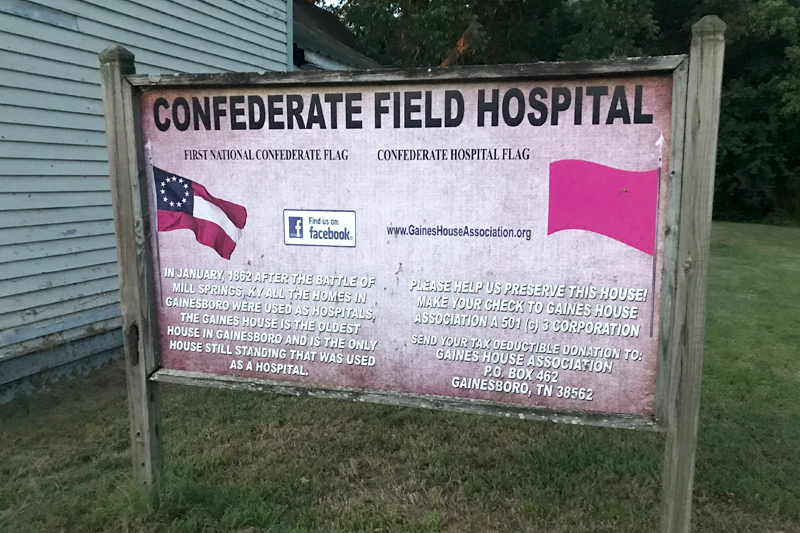 CONFEDERATE FIELD HOSPITAL
FIRST NATIONAL CONFEDERATE FLAG
CONFEDERATE HOSPITAL FLAG
f Find us on:
facebook
www.GainesHouseAssociation.org
IN JANUARY, 1862 AFTER THE BATTLE OF
MILL SPRINGS, KY ALL THE HOMES IN
GAINESBORO WERE USED AS HOSPITALS,
THE GAINES HOUSE IS THE OLDEST
HOUSE IN GAINESBORO AND IS THE ONLY
HOUSE STILL STANDING THAT WAS USED
AS A HOSPITAL.
PLEASE HELP US PRESERVE THIS HOUSE!
MAKE YOUR CHECK TO GAINES HOUSE
ASSOCIATION A 501 (c) 3 CORPORATION
SEND YOUR TAX DEDUCTIBLE DONATION TO:
GAINES HOUSE ASSOCIATION
P.O. BOX 462
GAINESBORO, TN 38562